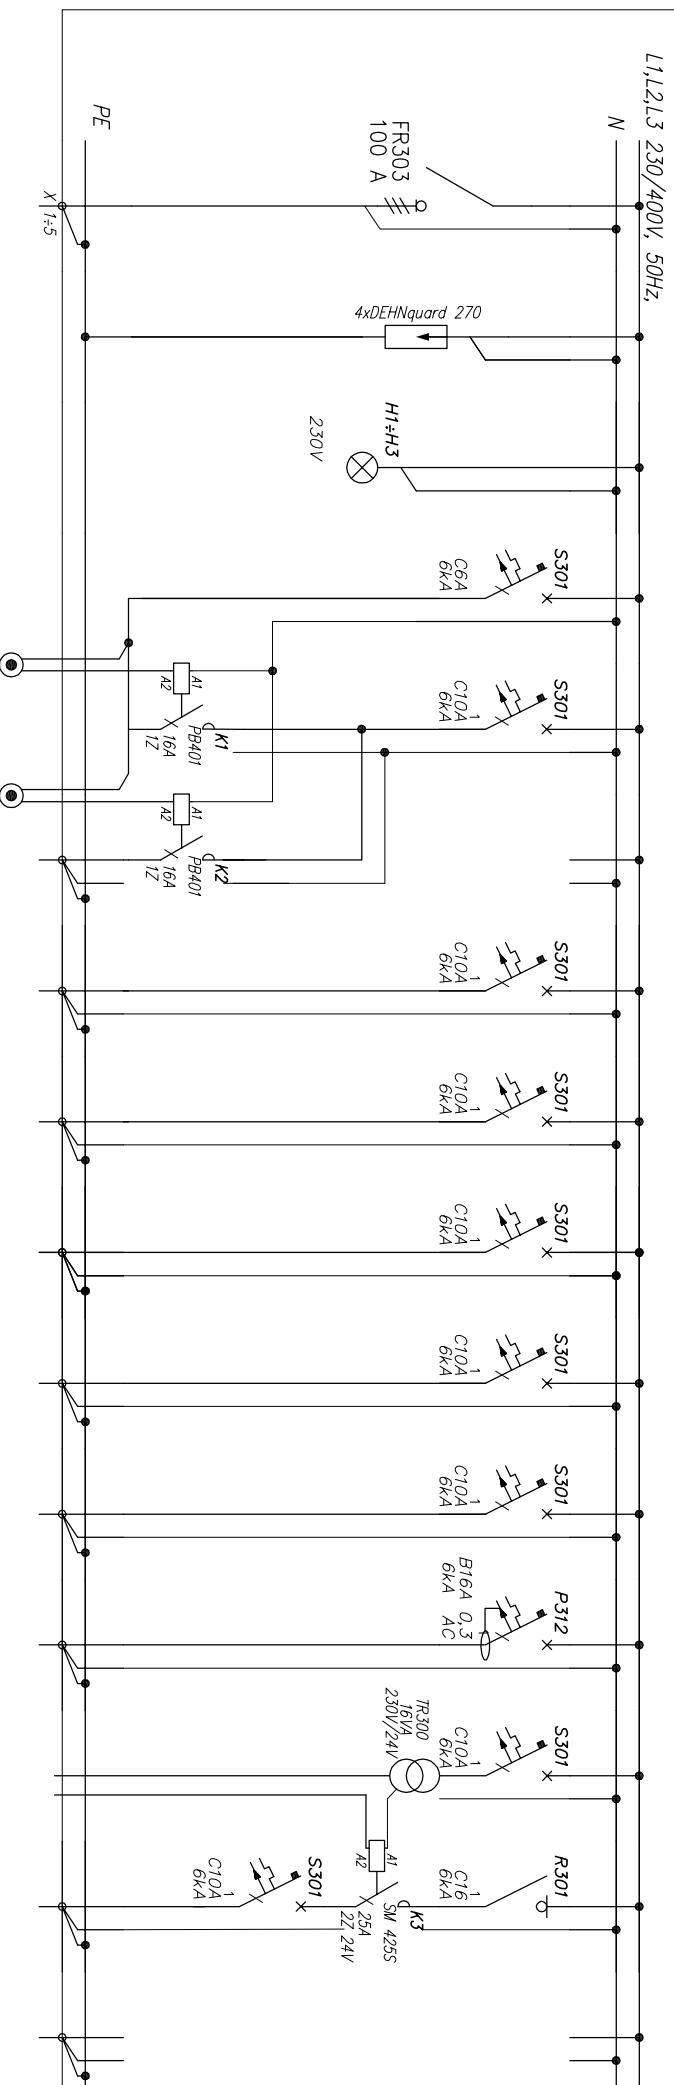 L1,L2,L3 230/400V, 50Hz,
N
PE
FR303
100 A
X 1÷5
4xDEHNquard 270
H1÷H3
230V
S301
C6A
6kA
S301
C10A 1
6kA
A1
A2
K1
PB401
16A
1Z
A1
A2
K2
PB401
16A
1Z
S301
C10A 1
6kA
S301
C10A 1
6kA
S301
C10A 1
6kA
S301
C10A 1
6kA
S301
C10A 1
6kA
P312
B16A 0,3
6kA AC
S301
C10A 1
6kA
TR300
16VA
230V/24V
R301
C16 1
6kA
A1
A2
K3
SM 425S
25A
2Z 24V
S301
C10A 1
6kA